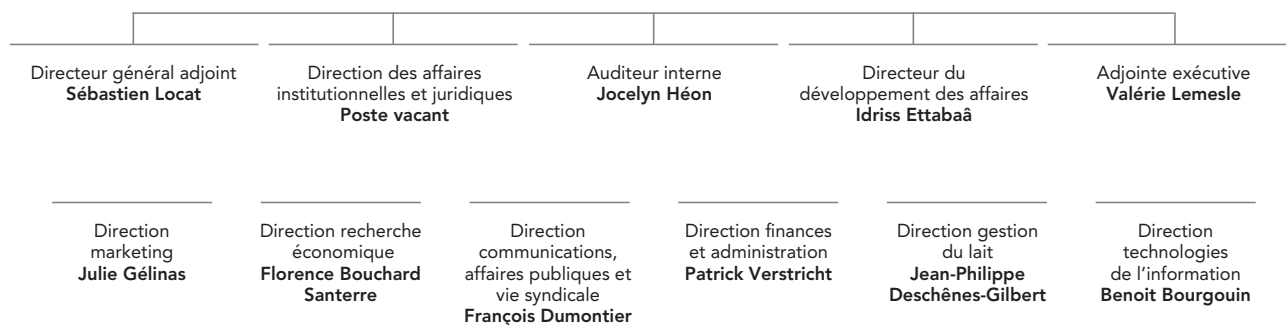 Directeur général adjoint
Sébastien Locat
Direction des affaires
institutionnelles et juridiques
Poste vacant
Auditeur interne
Jocelyn Héon
Directeur du
développement des affaires
Idriss Ettabaâ
Adjointe exécutive
Valérie Lemesle
Direction
marketing
Julie Gélinas
Direction recherche
économique
Florence Bouchard
Santerre
Direction
communications,
affaires publiques et
vie syndicale
François Dumontier
Direction finances
et administration
Patrick Verstricht
Direction gestion
du lait
Jean-Philippe
Deschênes-Gilbert
Direction
technologies
de l’information
Benoit Bourgouin